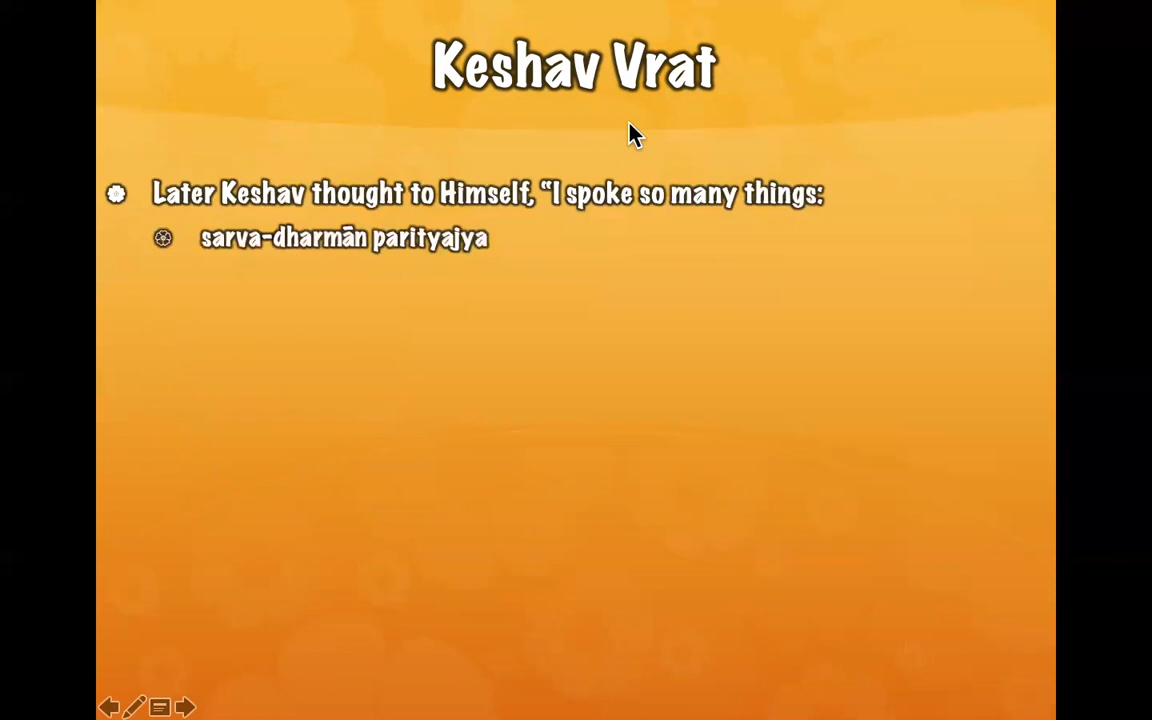 Keshav Vrat
Later Keshav thought to Himself, “I spoke so many things:
sarva-dharmān parityajya